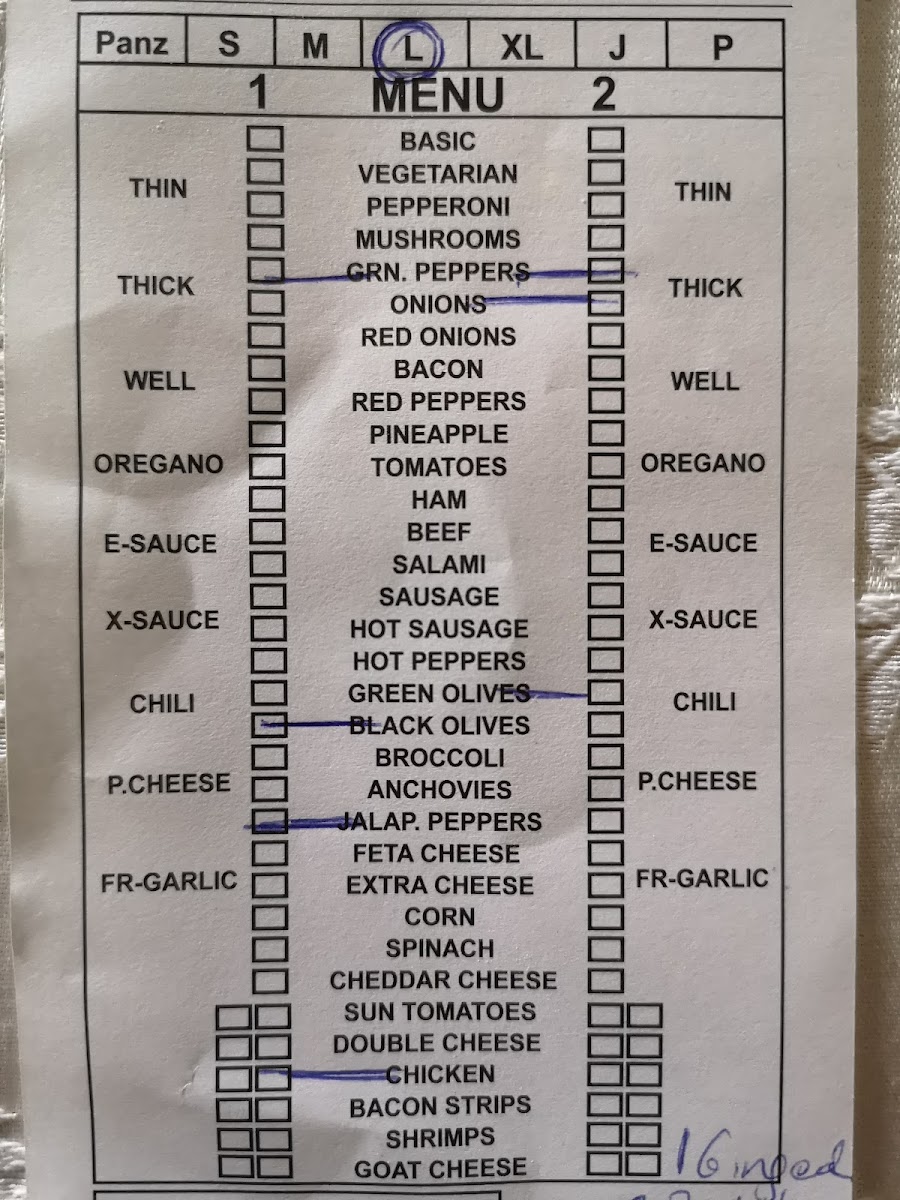 Panz S M L XL J P
1 MENU 2
BASIC
VEGETARIAN
THIN PEPPERONI THIN
MUSHROOMS
THICK GRN. PEPPERS THICK
ONIONS
RED ONIONS
WELL BACON WELL
RED PEPPERS
PINEAPPLE
OREGANO TOMATOES OREGANO
HAM
E-SAUCE BEEF E-SAUCE
SALAMI
SAUSAGE
X-SAUCE HOT SAUSAGE X-SAUCE
HOT PEPPERS
CHILI GREEN OLIVES CHILI
BLACK OLIVES
BROCCOLI
P.CHEESE ANCHOVIES P.CHEESE
JALAP. PEPPERS
FETA CHEESE
FR-GARLIC EXTRA CHEESE FR-GARLIC
CORN
SPINACH
CHEDDAR CHEESE
SUN TOMATOES
DOUBLE CHEESE
CHICKEN
BACON STRIPS
SHRIMPS
GOAT CHEESE